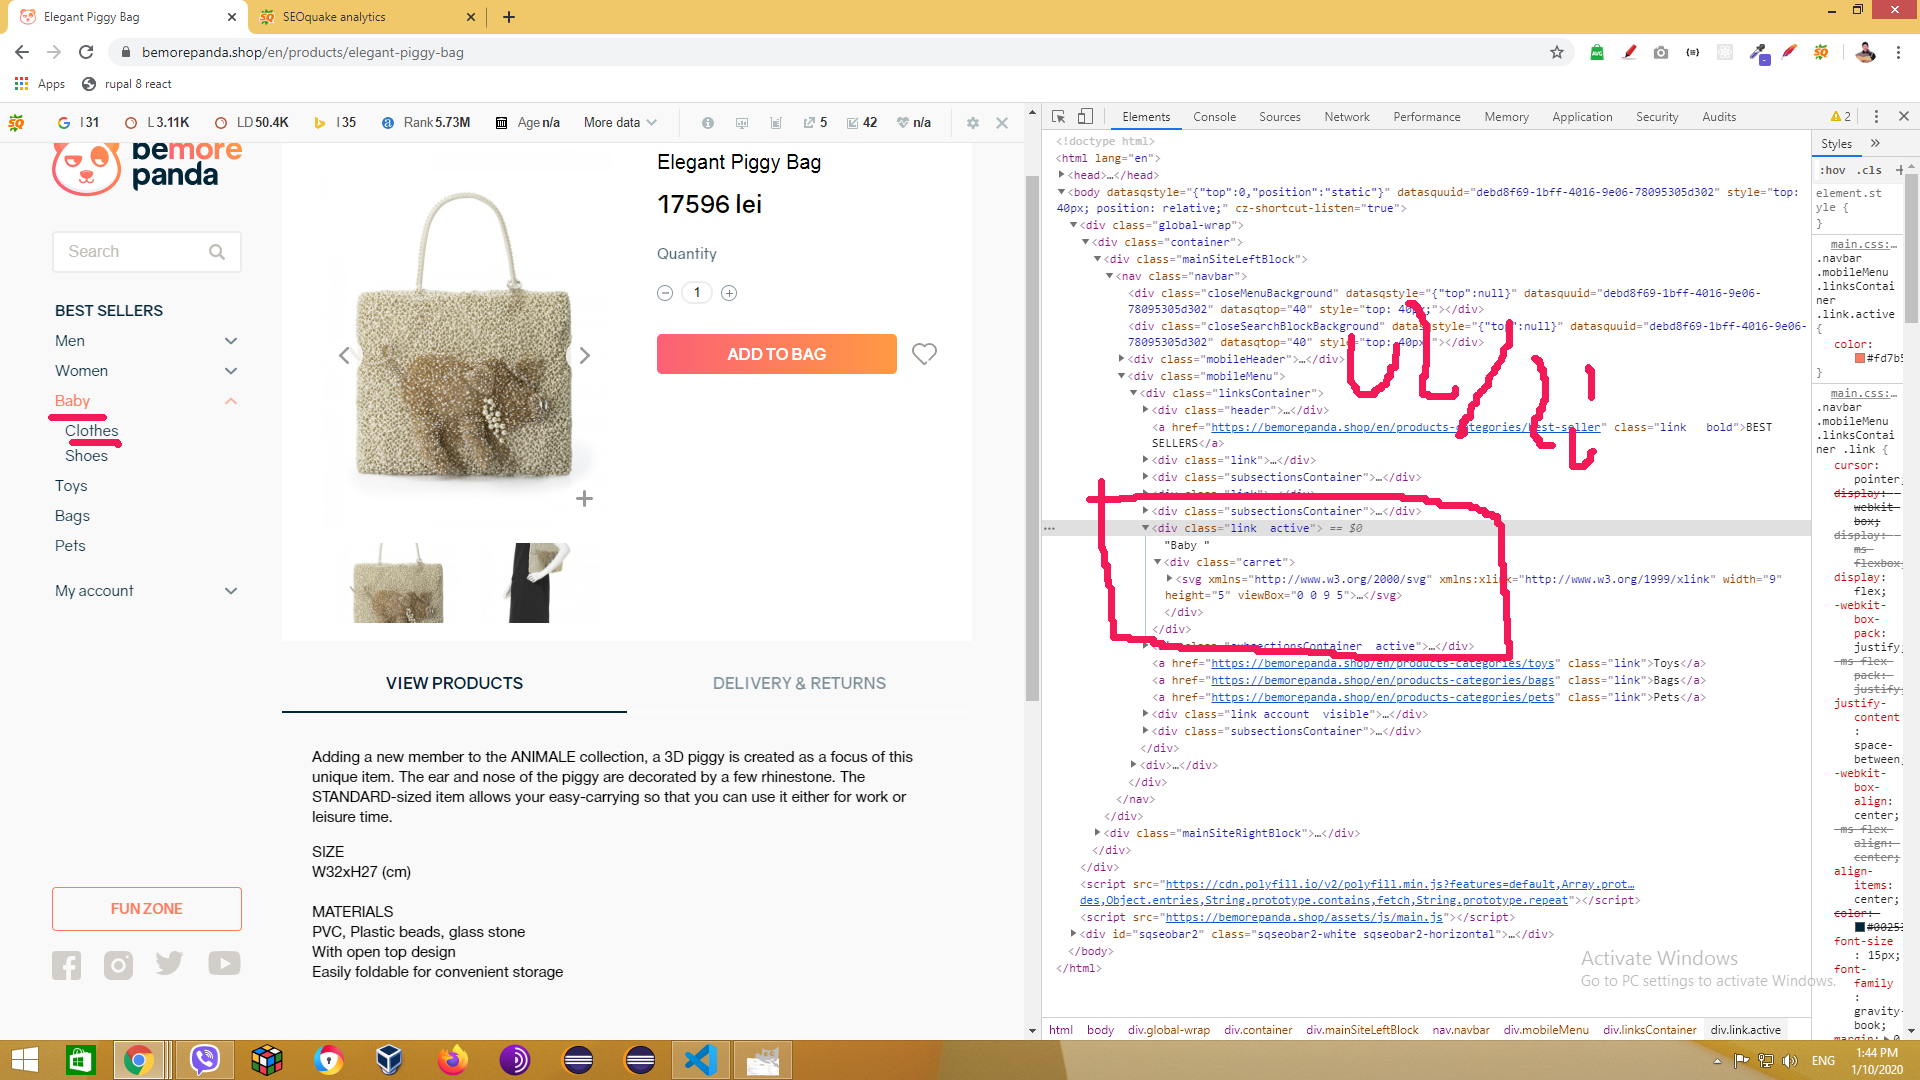 Elegant Piggy Bag
SEOquake analytics
bemorepanda.shop/en/products/elegant-piggy-bag
Apps
rupal 8 react
I 31
L 3.11K
LD 50.4K
I 35
Rank 5.73M
Age n/a
More data
5
42
n/a
bemore
panda
Search
BEST SELLERS
Men
Women
Baby
Clothes
Shoes
Toys
Bags
Pets
My account
FUN ZONE
Elegant Piggy Bag
17596 lei
Quantity
1
ADD TO BAG
VIEW PRODUCTS
DELIVERY & RETURNS
Adding a new member to the ANIMALE collection, a 3D piggy is created as a focus of this
unique item. The ear and nose of the piggy are decorated by a few rhinestone. The
STANDARD-sized item allows your easy-carrying so that you can use it either for work or
leisure time.
SIZE
W32xH27 (cm)
MATERIALS
PVC, Plastic beads, glass stone
With open top design
Easily foldable for convenient storage
Elements Console Sources Network Performance Memory Application Security Audits 2
<!doctype html>
<html lang="en">
<head>…</head>
<body datasqstyle="{"top":0,"position":"static"}" datasquuid="debd8f69-1bff-4016-9e06-78095305d302" style="top:
40px; position: relative;" cz-shortcut-listen="true">
<div class="global-wrap">
<div class="container">
<div class="mainSiteLeftBlock">
<nav class="navbar">
<div class="closeMenuBackground" datasqstyle="{"top":null}" datasquuid="debd8f69-1bff-4016-9e06-
78095305d302" datasqtop="40" style="top: 40px;"></div>
<div class="closeSearchBlockBackground" datasqstyle="{"top":null}" datasquuid="debd8f69-1bff-4016-9e06-
78095305d302" datasqtop="40" style="top: 40px;"></div>
<div class="mobileHeader">…</div>
<div class="mobileMenu">
<div class="linksContainer">
<div class="header">…</div>
<a href="https://bemorepanda.shop/en/products-categories/best-seller" class="link bold">BEST
SELLERS</a>
<div class="link">…</div>
<div class="subsectionsContainer">…</div>
<div class="subsectionsContainer">…</div>
<div class="link active"> == $0
"Baby "
<div class="carret">
<svg xmlns="http://www.w3.org/2000/svg" xmlns:xlink="http://www.w3.org/1999/xlink" width="9"
height="5" viewBox="0 0 9 5">…</svg>
</div>
</div>
<div class="subsectionsContainer active">…</div>
<a href="https://bemorepanda.shop/en/products-categories/toys" class="link">Toys</a>
<a href="https://bemorepanda.shop/en/products-categories/bags" class="link">Bags</a>
<a href="https://bemorepanda.shop/en/products-categories/pets" class="link">Pets</a>
<div class="link account visible">…</div>
<div class="subsectionsContainer">…</div>
</div>
<div>…</div>
</div>
</nav>
</div>
<div class="mainSiteRightBlock">…</div>
</div>
</div>
<script src="https://cdn.polyfill.io/v2/polyfill.min.js?features=default,Array.prot…
des,Object.entries,String.prototype.contains,fetch,String.prototype.repeat"></script>
<script src="https://bemorepanda.shop/assets/js/main.js"></script>
<div id="sqseobar2" class="sqseobar2-white sqseobar2-horizontal">…</div>
</body>
</html>
html body div.global-wrap div.container div.mainSiteLeftBlock nav.navbar div.mobileMenu div.linksContainer div.link.active
Styles
:hov .cls +
element.st
yle {
}
main.css:…
.navbar
.mobileMenu
.linksContai
ner
.link.active
{
color:
#fd7b5
}
main.css:…
.navbar
.mobileMenu
.linksContai
ner .link {
cursor:
pointer;
display:
-webkit-
box;
display:
-ms-
flexbox;
display:
flex;
-webkit-
box-
pack:
justify;
-ms-flex-
pack:
justify;
justify-
content
:
space-
between;
-webkit-
box-
align:
center;
-ms-flex-
align:
center;
align-
items:
center;
color:
#00253
font-size
: 15px;
font-
family
:
gravity-
book;
margin: 0
Activate Windows
Go to PC settings to activate Windows.
ENG
1:44 PM
1/10/2020